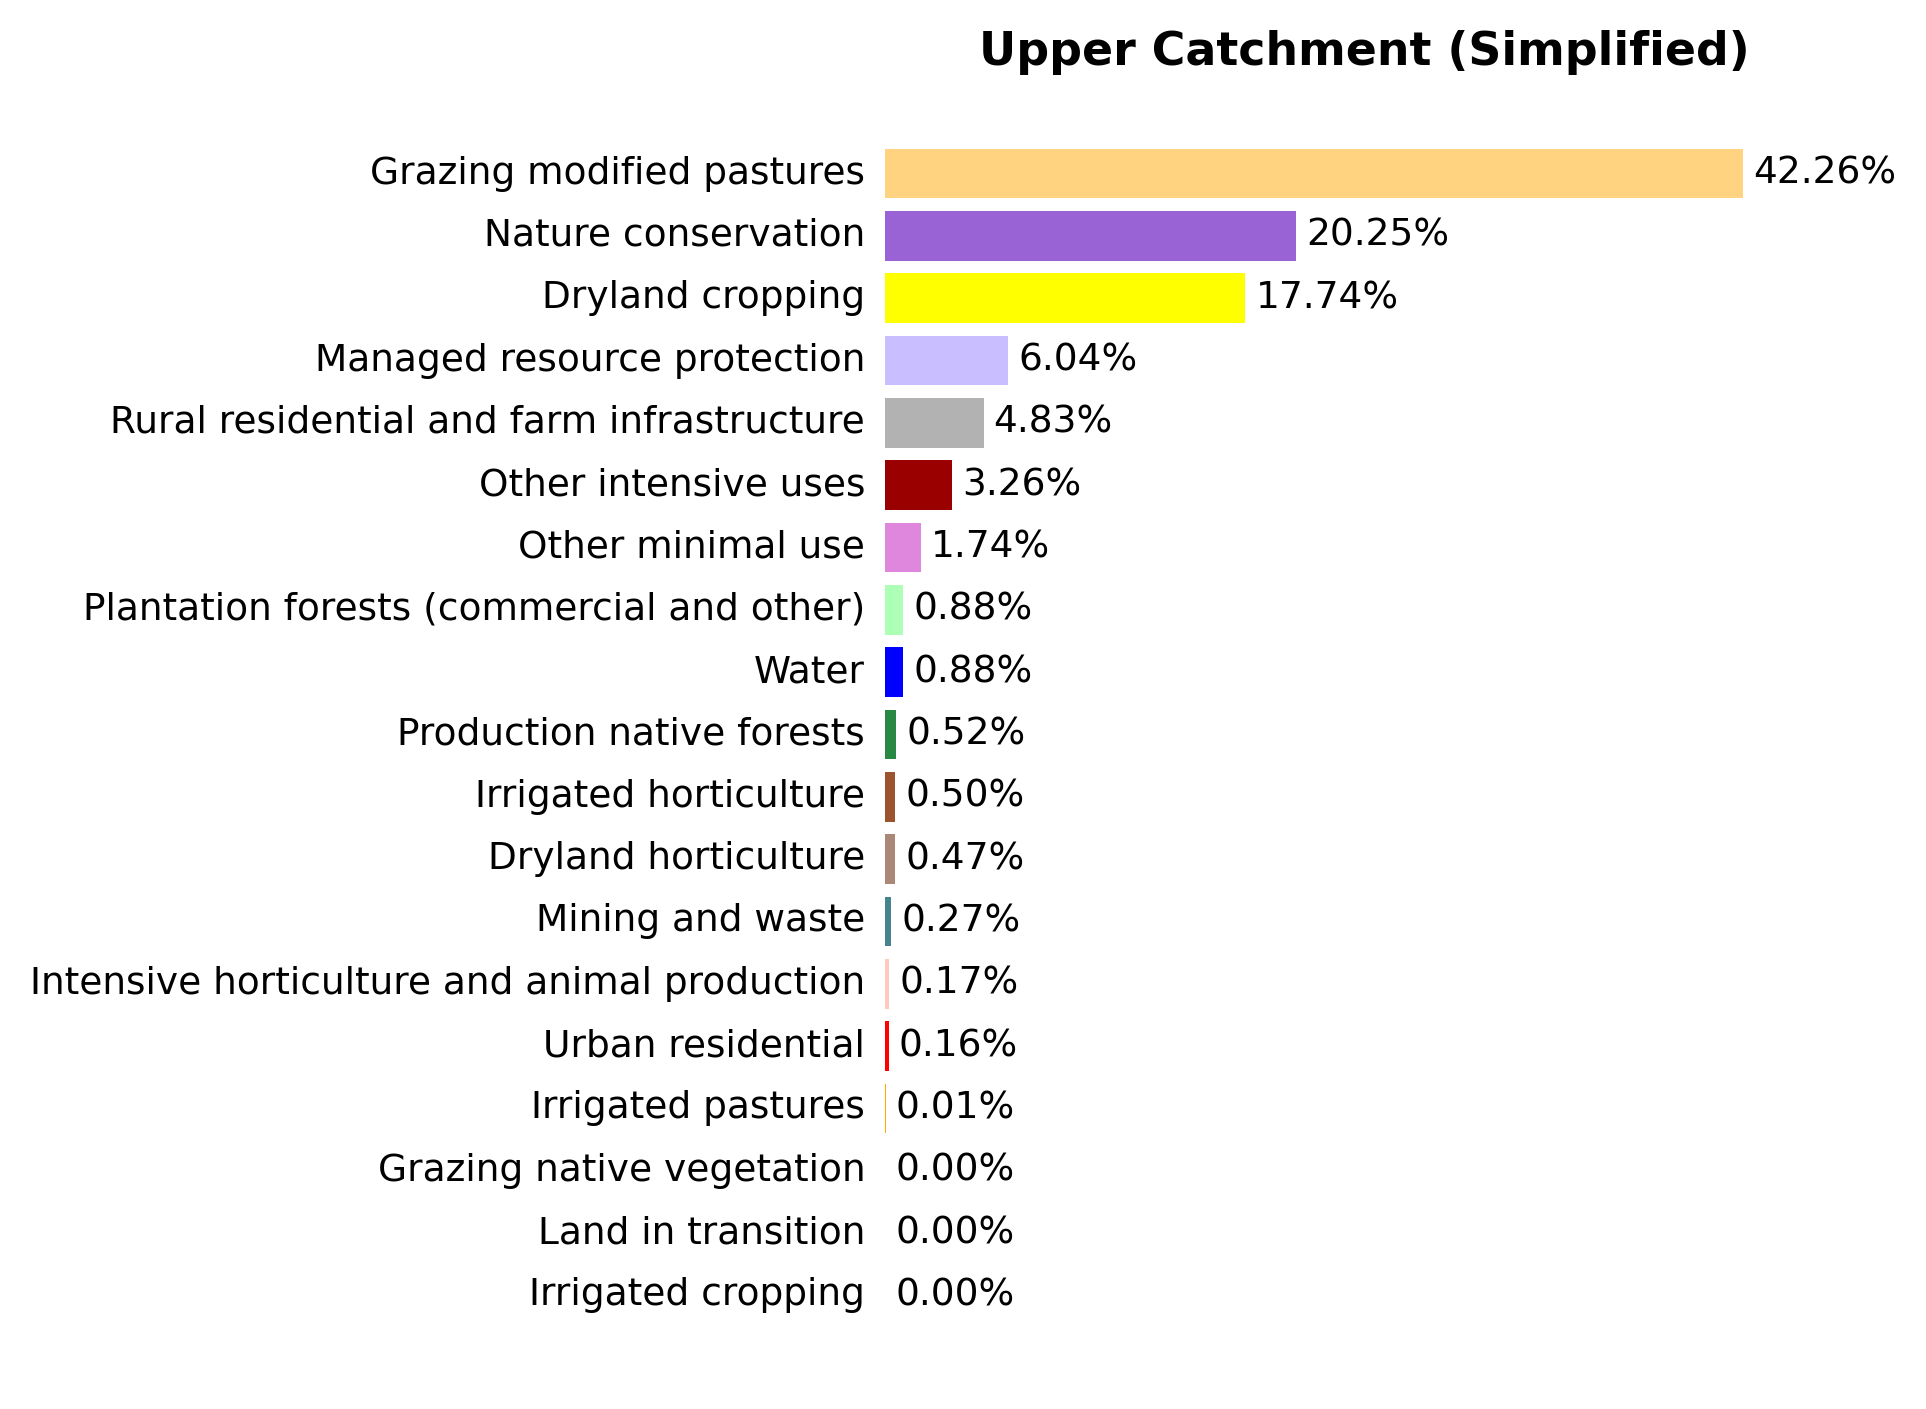 Upper Catchment (Simplified)
Grazing modified pastures 42.26%
Nature conservation 20.25%
Dryland cropping 17.74%
Managed resource protection 6.04%
Rural residential and farm infrastructure 4.83%
Other intensive uses 3.26%
Other minimal use 1.74%
Plantation forests (commercial and other) 0.88%
Water 0.88%
Production native forests 0.52%
Irrigated horticulture 0.50%
Dryland horticulture 0.47%
Mining and waste 0.27%
Intensive horticulture and animal production 0.17%
Urban residential 0.16%
Irrigated pastures 0.01%
Grazing native vegetation 0.00%
Land in transition 0.00%
Irrigated cropping 0.00%